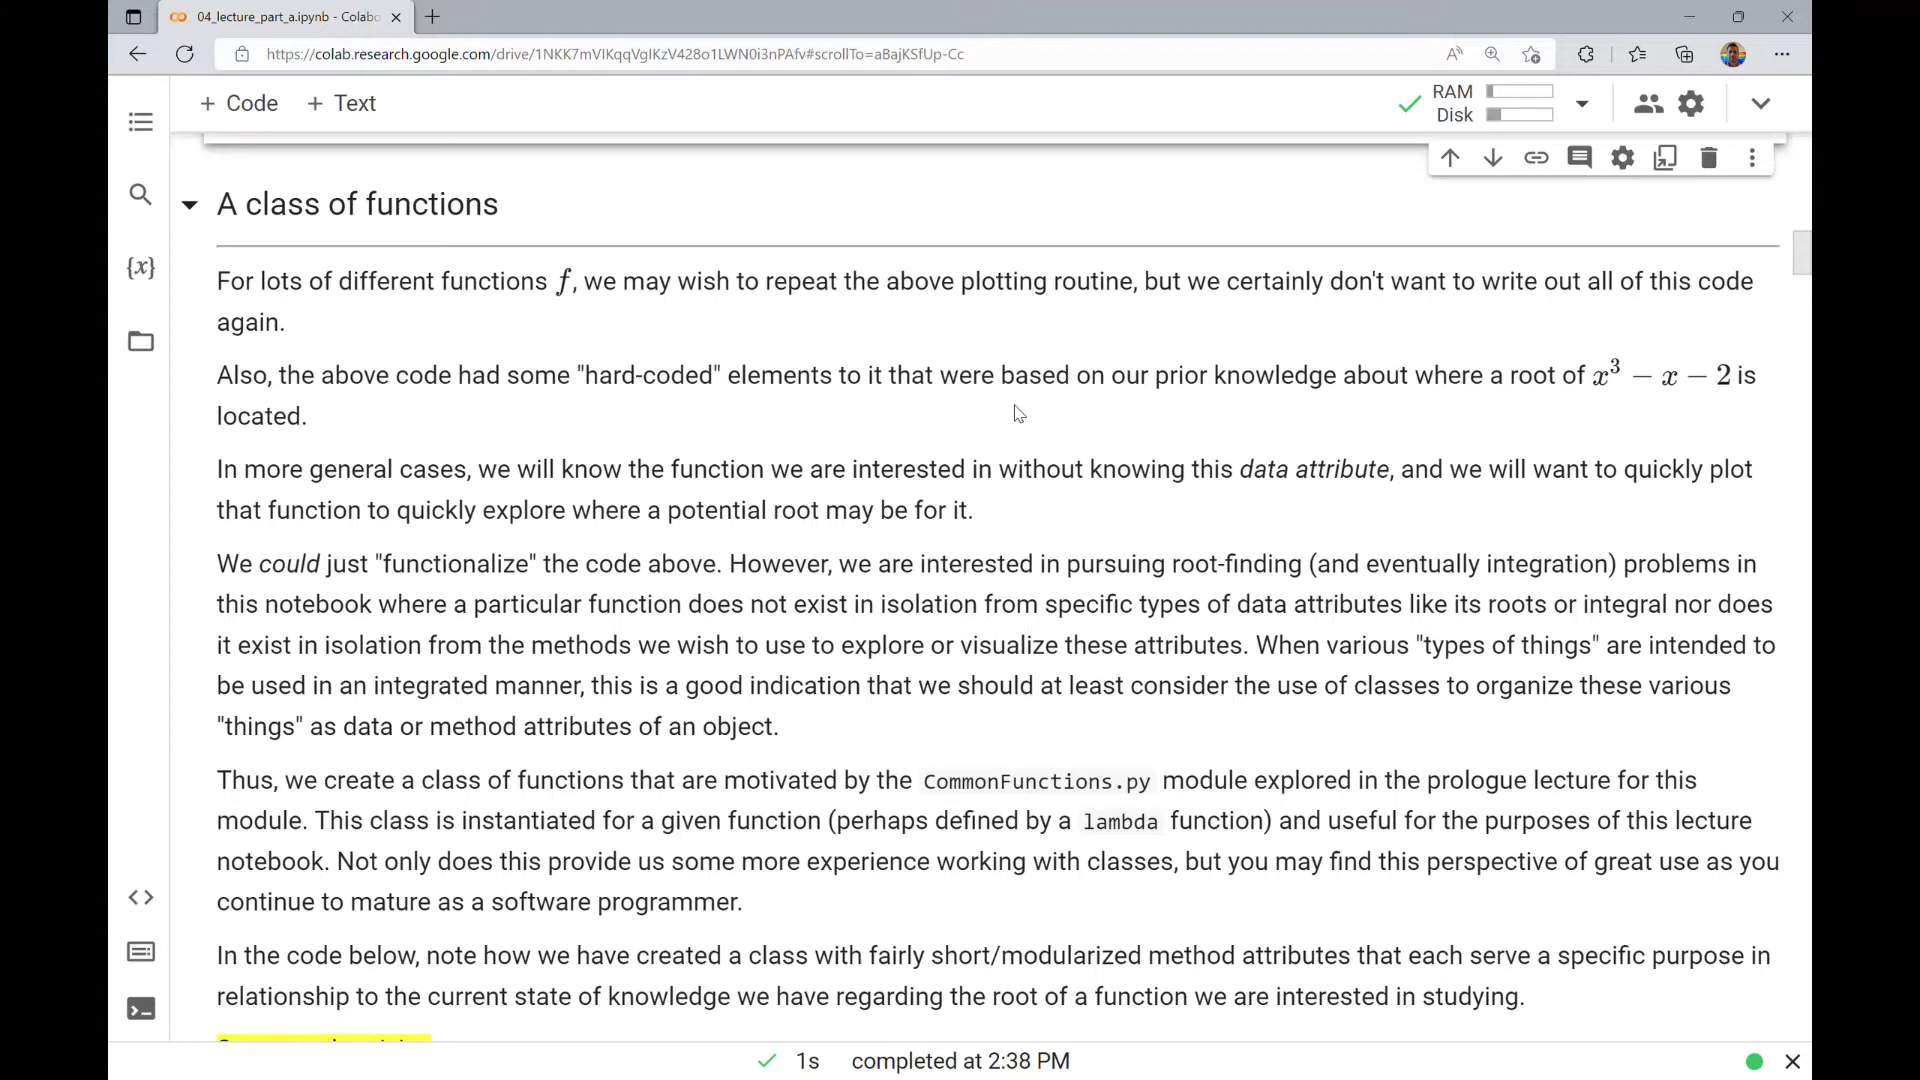 04_lecture_part_a.ipynb - Colabo
https://colab.research.google.com/drive/1NKK7mVIKqqVgIKzV428o1LWN0i3nPAfv#scrollTo=aBajKSfUp-Cc
+ Code + Text
RAM
Disk
A class of functions
For lots of different functions f, we may wish to repeat the above plotting routine, but we certainly don't want to write out all of this code
again.
Also, the above code had some "hard-coded" elements to it that were based on our prior knowledge about where a root of x³ − x − 2 is
located.
In more general cases, we will know the function we are interested in without knowing this data attribute, and we will want to quickly plot
that function to quickly explore where a potential root may be for it.
We could just "functionalize" the code above. However, we are interested in pursuing root-finding (and eventually integration) problems in
this notebook where a particular function does not exist in isolation from specific types of data attributes like its roots or integral nor does
it exist in isolation from the methods we wish to use to explore or visualize these attributes. When various "types of things" are intended to
be used in an integrated manner, this is a good indication that we should at least consider the use of classes to organize these various
"things" as data or method attributes of an object.
Thus, we create a class of functions that are motivated by the CommonFunctions.py module explored in the prologue lecture for this
module. This class is instantiated for a given function (perhaps defined by a lambda function) and useful for the purposes of this lecture
notebook. Not only does this provide us some more experience working with classes, but you may find this perspective of great use as you
continue to mature as a software programmer.
In the code below, note how we have created a class with fairly short/modularized method attributes that each serve a specific purpose in
relationship to the current state of knowledge we have regarding the root of a function we are interested in studying.
1s completed at 2:38 PM